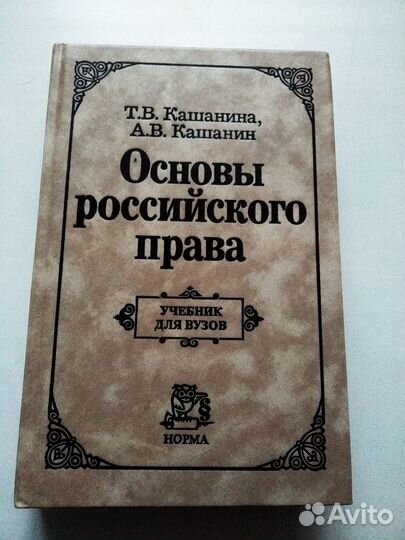 Т.В. Кашанина,
А.В. Кашанин
Основы
российского
права
УЧЕБНИК
ДЛЯ ВУЗОВ
§
НОРМА
Avito